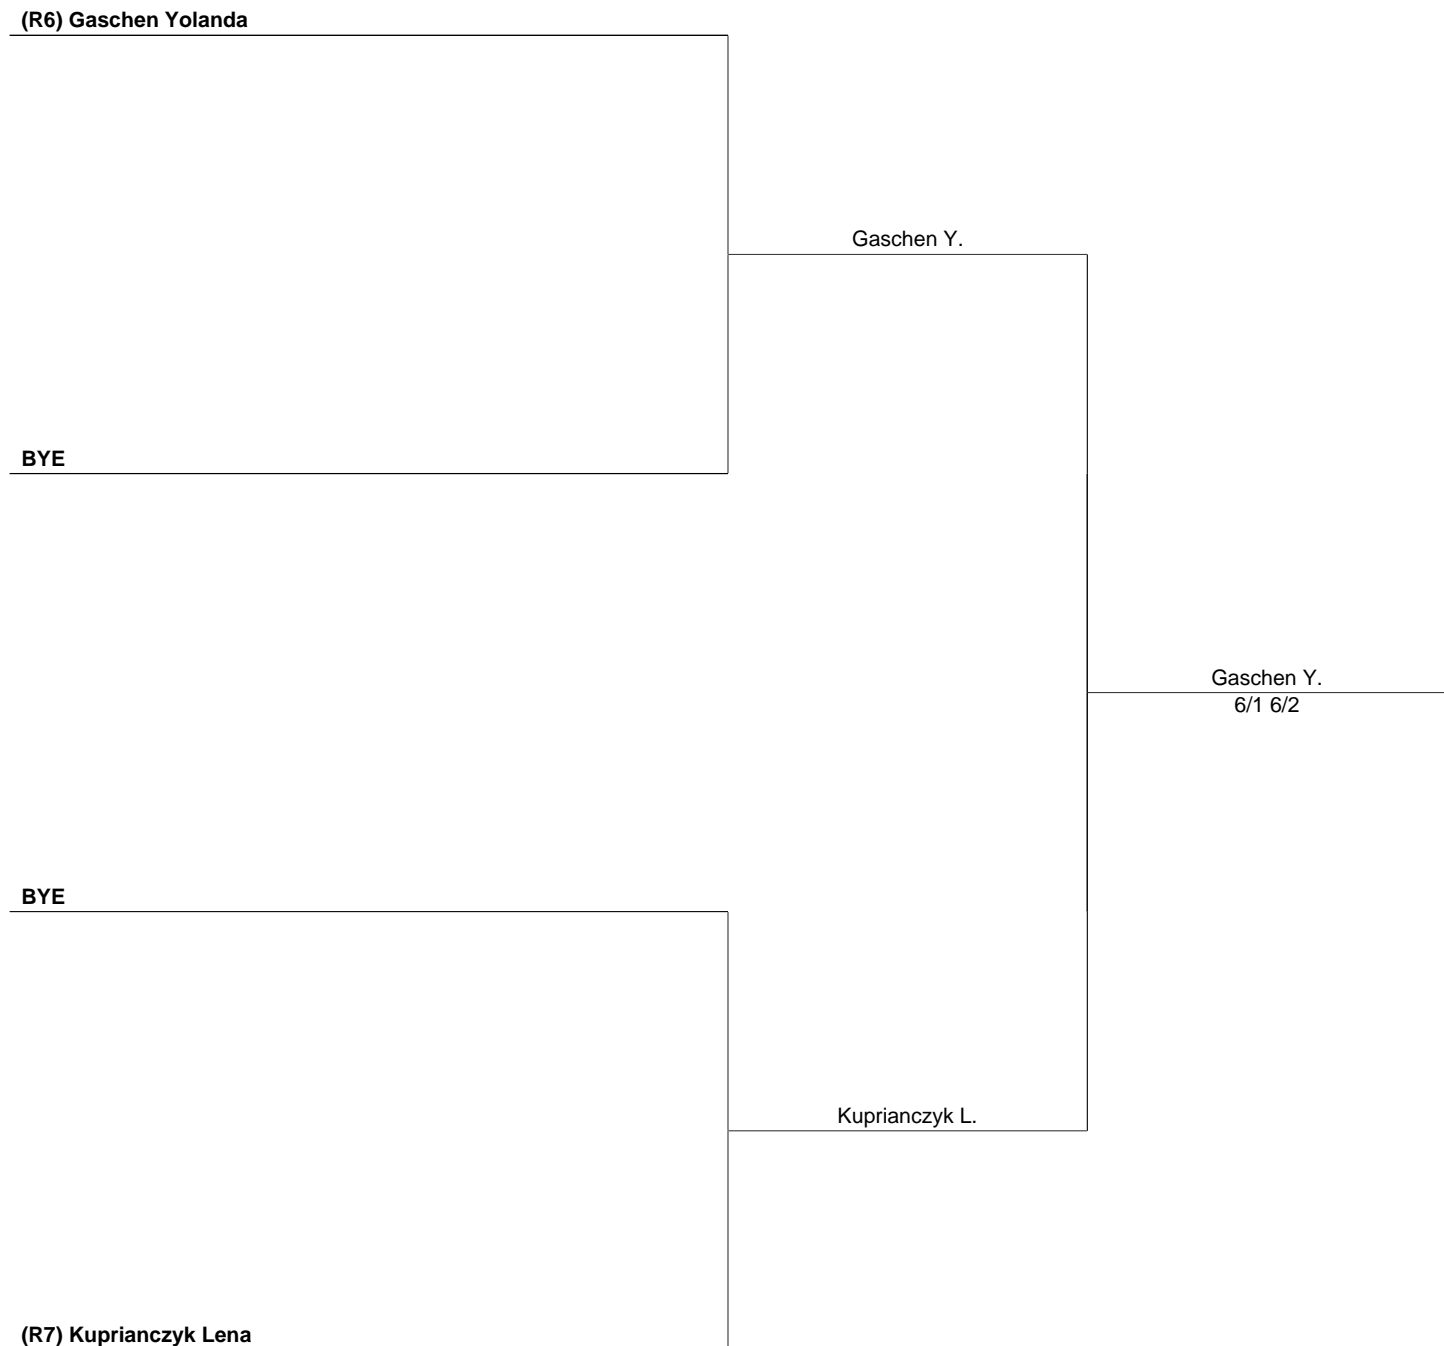 (R6) Gaschen Yolanda
Gaschen Y.
BYE
Gaschen Y.
6/1 6/2
BYE
Kuprianczyk L.
(R7) Kuprianczyk Lena